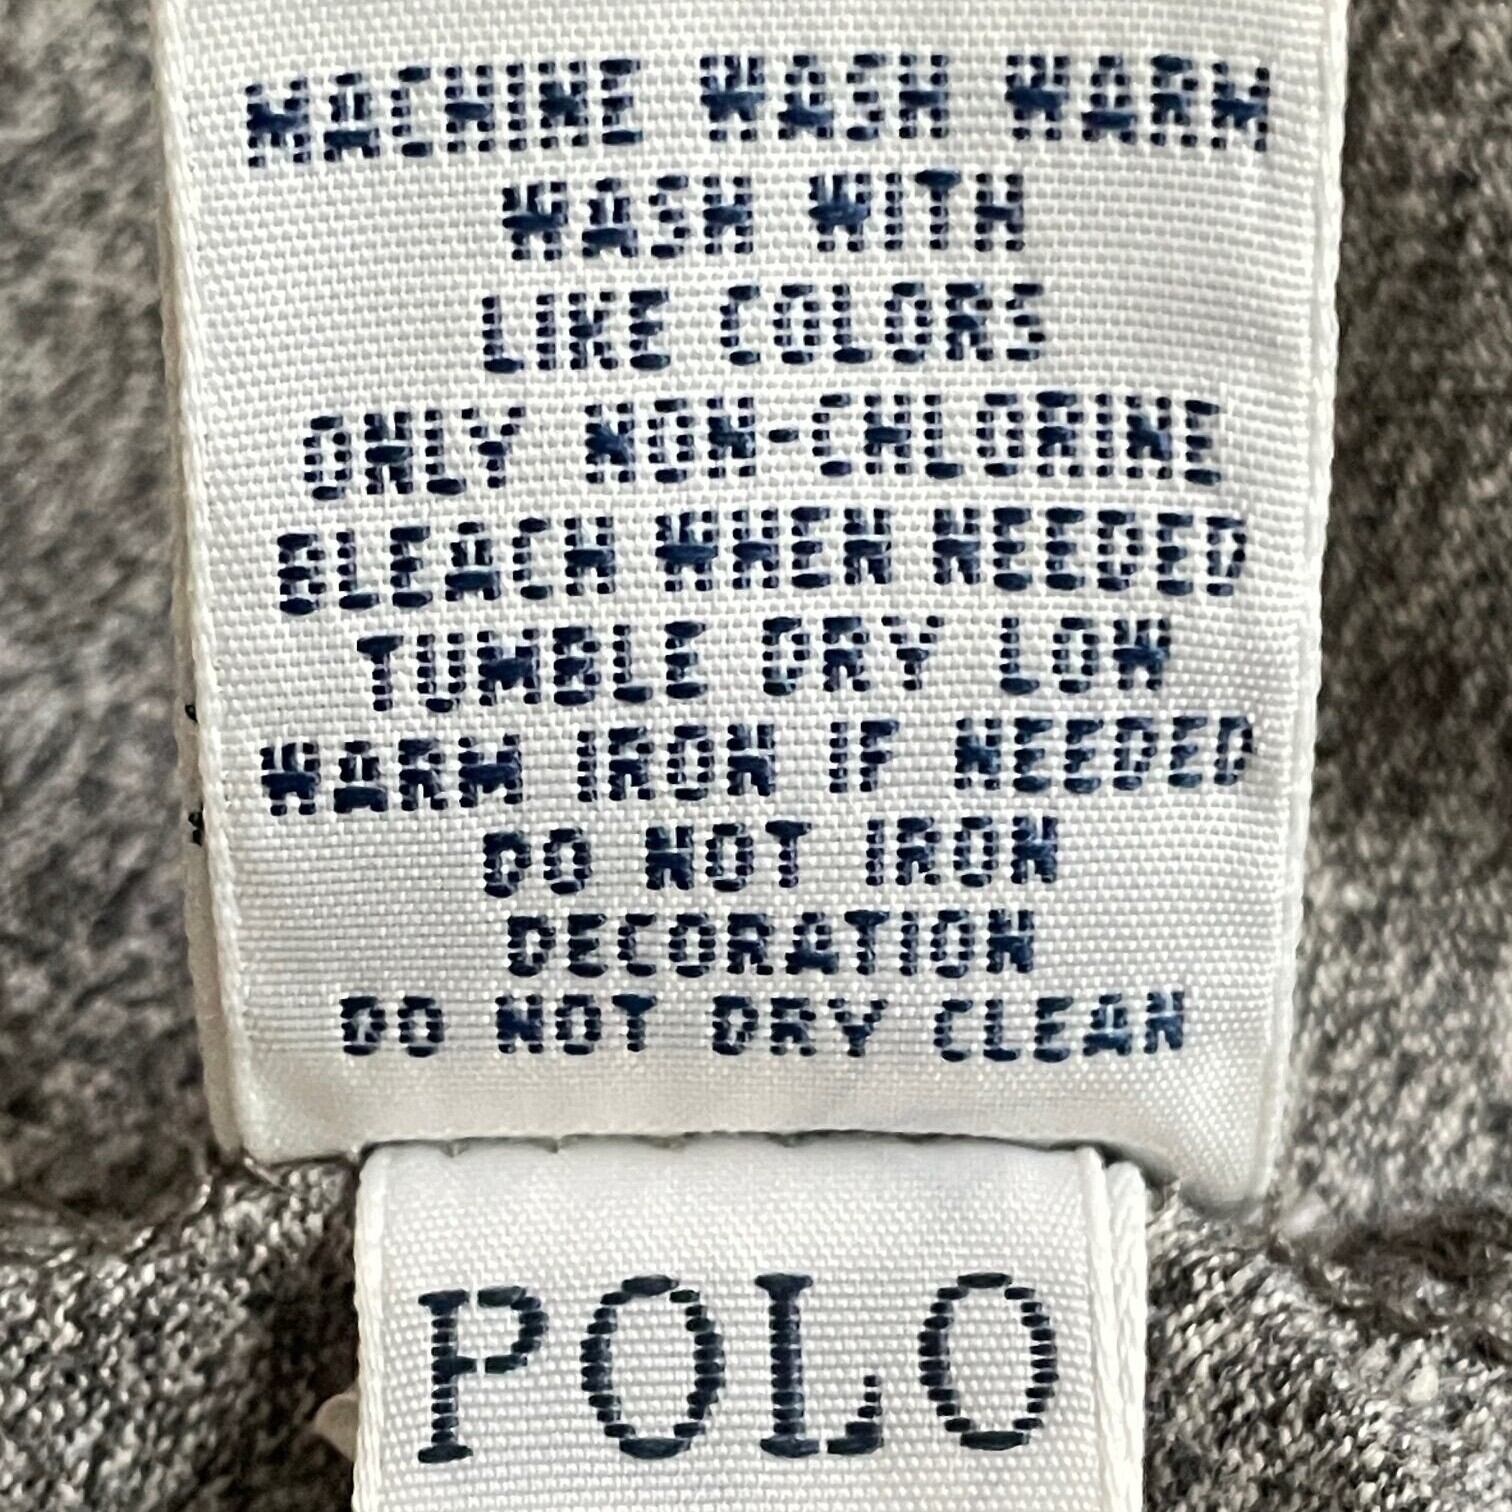 MACHINE WASH WARM
WASH WITH
LIKE COLORS
ONLY NON-CHLORINE
BLEACH WHEN NEEDED
TUMBLE DRY LOW
WARM IRON IF NEEDED
DO NOT IRON
DECORATION
DO NOT DRY CLEAN
POLO